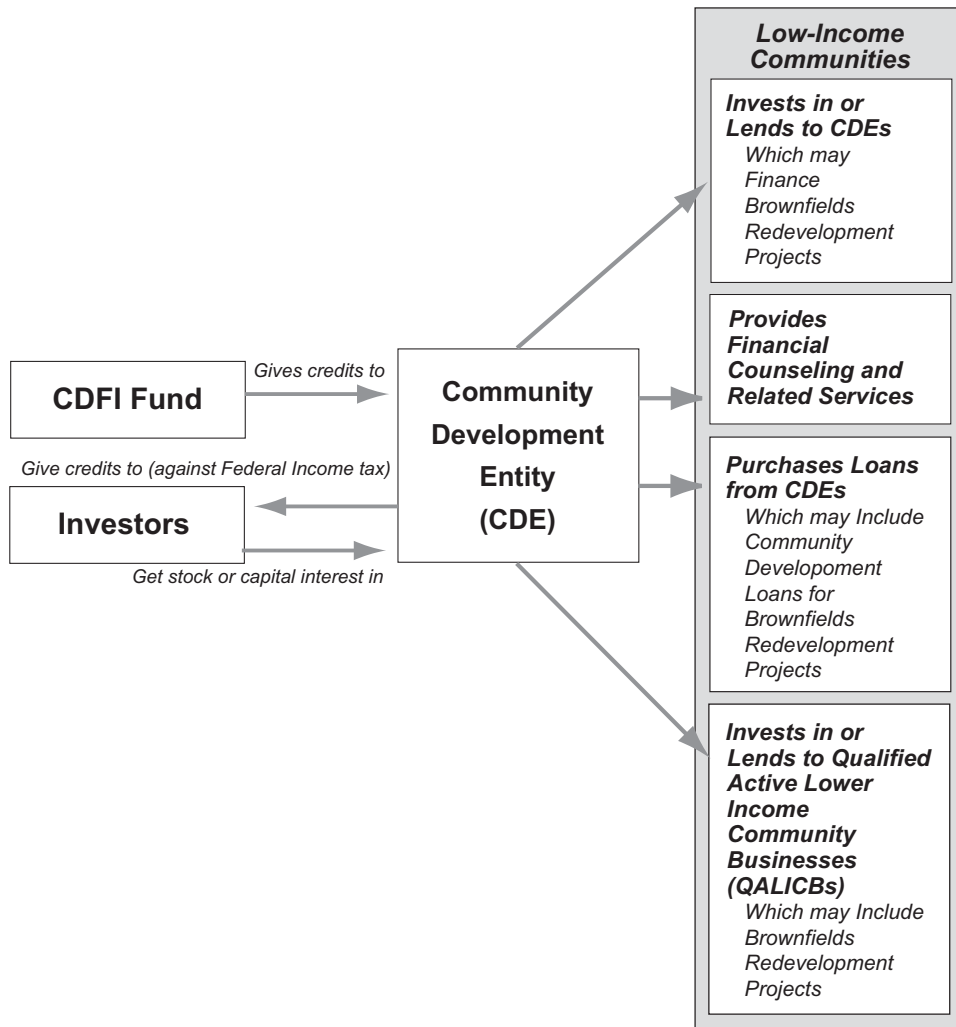 Low-Income
Communities
Invests in or
Lends to CDEs
Which may
Finance
Brownfields
Redevelopment
Projects
Provides
Financial
Counseling and
Related Services
Purchases Loans
from CDEs
Which may Include
Community
Developoment
Loans for
Brownfields
Redevelopment
Projects
Invests in or
Lends to Qualified
Active Lower
Income
Community
Businesses
(QALICBs)
Which may Include
Brownfields
Redevelopment
Projects
CDFI Fund
Gives credits to
Give credits to (against Federal Income tax)
Investors
Get stock or capital interest in
Community
Development
Entity
(CDE)